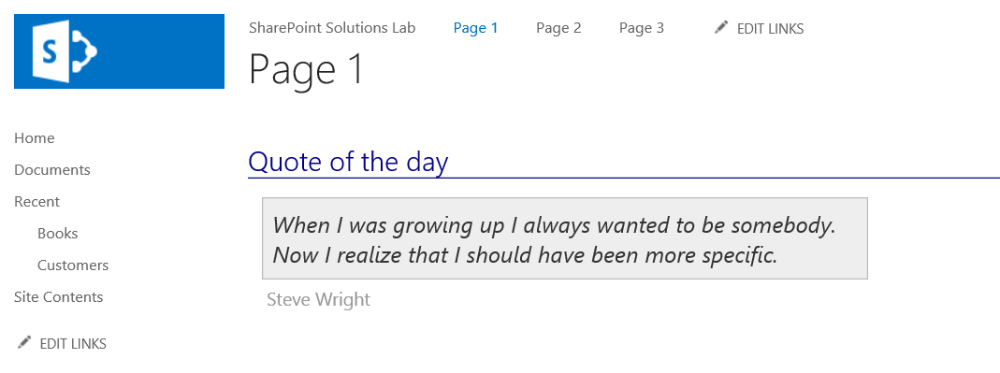 S
SharePoint Solutions Lab Page 1 Page 2 Page 3 EDIT LINKS
Page 1
Home
Documents
Recent
Books
Customers
Site Contents
EDIT LINKS
Quote of the day
When I was growing up I always wanted to be somebody.
Now I realize that I should have been more specific.
Steve Wright